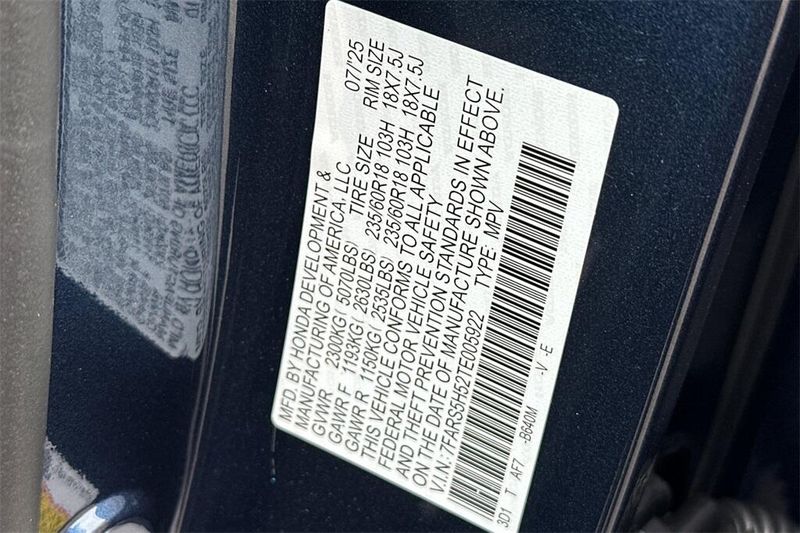 MFD. BY HONDA DEVELOPMENT & 07/'25
MANUFACTURING OF AMERICA, LLC
TIRE SIZE RIM SIZE
GVWR 2300KG( 5070LBS)
GAWR F 1193KG( 2630LBS) 235/60R18 103H 18X7.5J
GAWR R 1150KG( 2535LBS) 235/60R18 103H 18X7.5J
THIS VEHICLE CONFORMS TO ALL APPLICABLE
FEDERAL MOTOR VEHICLE SAFETY
AND THEFT PREVENTION STANDARDS IN EFFECT
ON THE DATE OF MANUFACTURE SHOWN ABOVE.
V.I.N: 7FARS5H52TE005922 TYPE: MPV
3D1 T AF7 -B640M -V -E